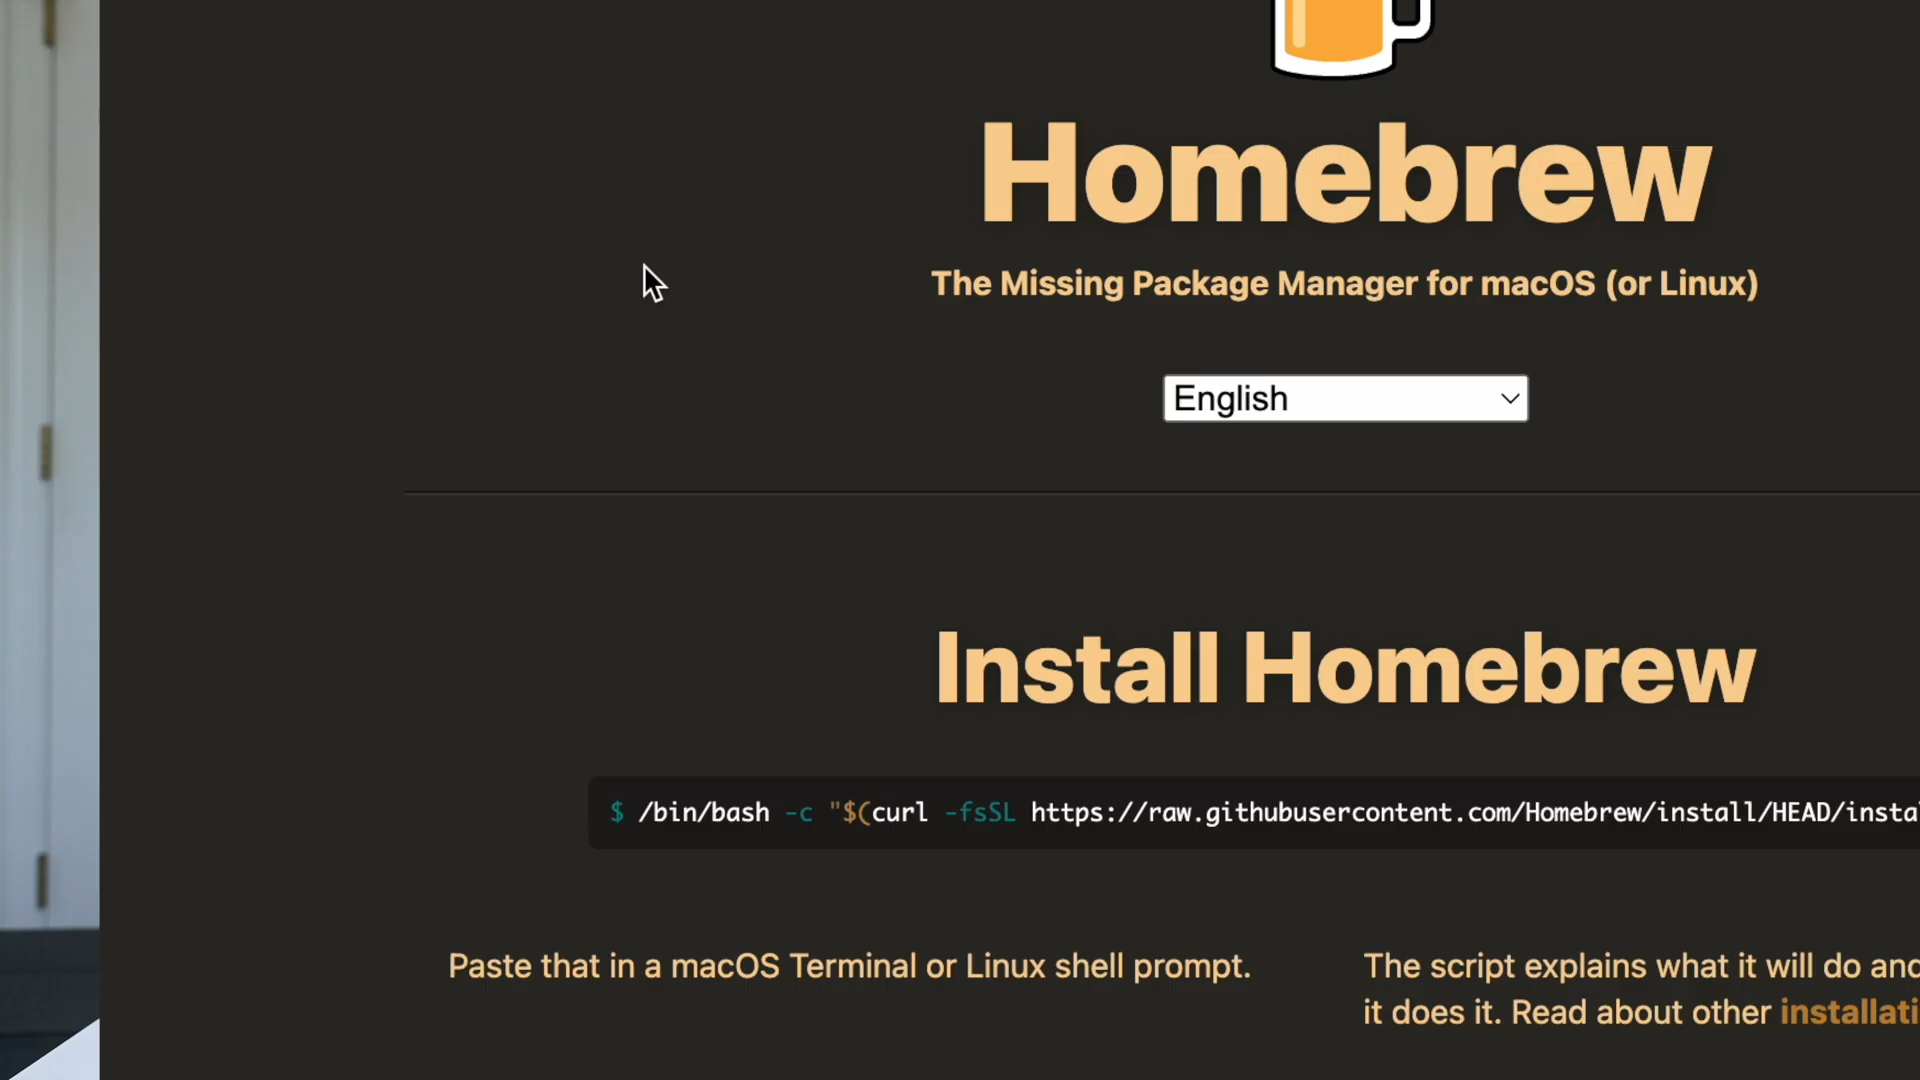 Homebrew
The Missing Package Manager for macOS (or Linux)
English
Install Homebrew
$ /bin/bash -c "$(curl -fsSL https://raw.githubusercontent.com/Homebrew/install/HEAD/insta
Paste that in a macOS Terminal or Linux shell prompt.
The script explains what it will do and
it does it. Read about other installati